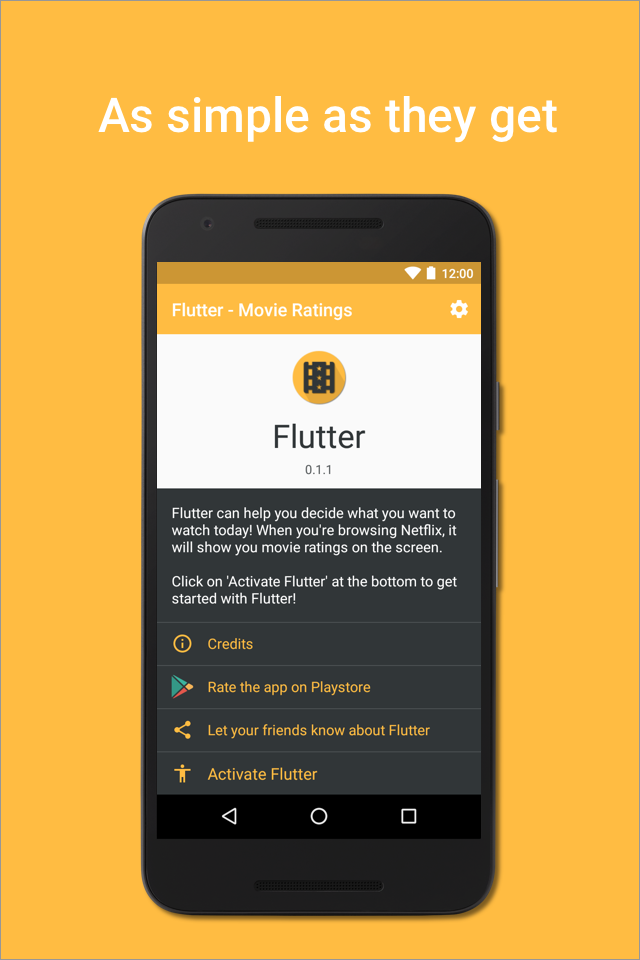 As simple as they get
12:00
Flutter - Movie Ratings
Flutter
0.1.1
Flutter can help you decide what you want to
watch today! When you're browsing Netflix, it
will show you movie ratings on the screen.
Click on 'Activate Flutter' at the bottom to get
started with Flutter!
Credits
Rate the app on Playstore
Let your friends know about Flutter
Activate Flutter